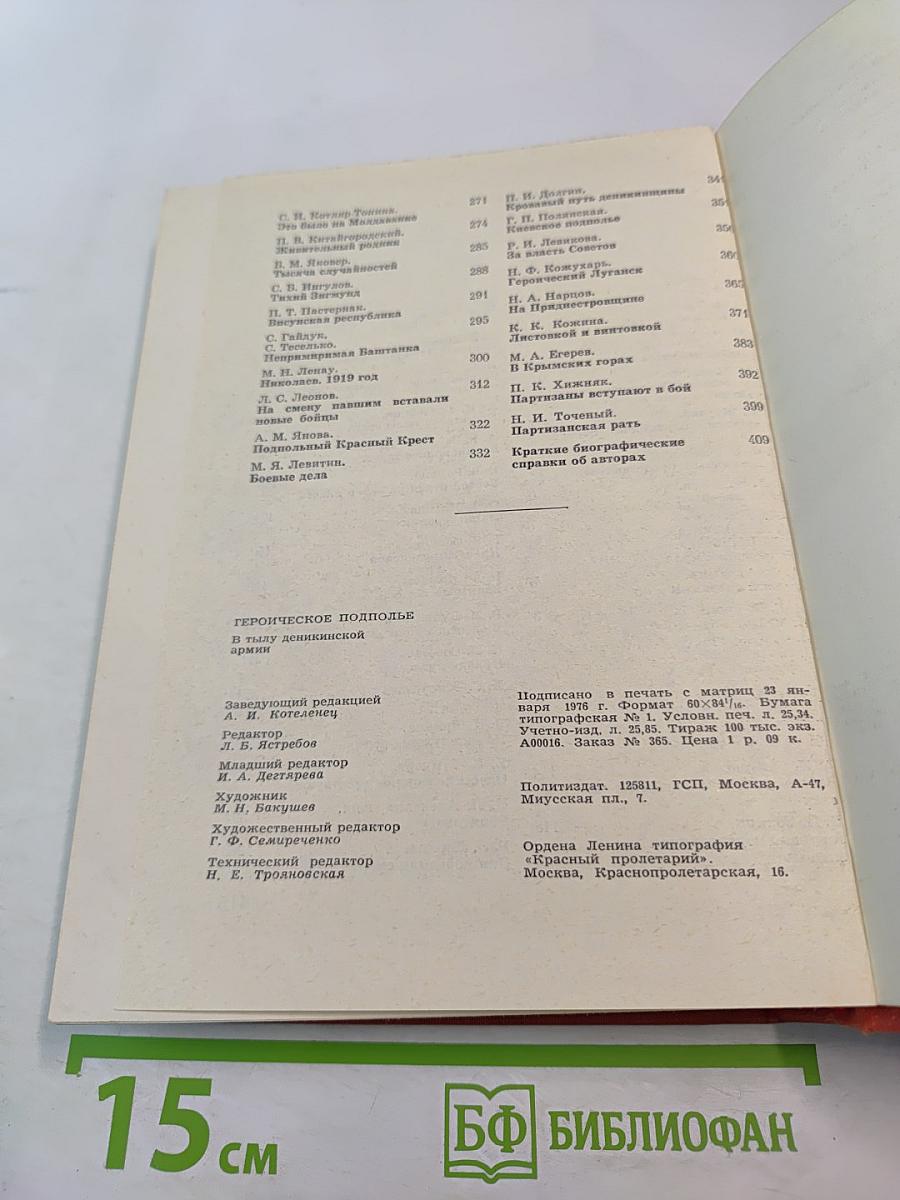 С. И. Котляр-Тонина.
Это было на Молдаванке
271
П. В. Китайгородский.
Живительный родник
274
В. М. Яновер.
Тысяча случайностей
285
С. В. Ингулов.
Тихий Зигмунд
288
П. Т. Пастернак.
Висунская республика
291
С. Гайдук,
С. Теселько.
Непримиримая Баштанка
295
М. Н. Ленау.
Николаев. 1919 год
300
Л. С. Леонов.
На смену павшим вставали
новые бойцы
312
А. М. Янова.
Подпольный Красный Крест
322
М. Я. Левитин.
Боевые дела
332
П. И. Долгин.
Кровавый путь деникинщины
Г. П. Полянская.
Киевское подполье
Р. И. Левикова.
За власть Советов
Н. Ф. Кожухарь.
Героический Луганск
Н. А. Нарцов.
На Приднестровщине
365
К. К. Кожина.
Листовкой и винтовкой
371
М. А. Егерев.
В Крымских горах
383
П. К. Хижняк.
Партизаны вступают в бой
392
Н. И. Точеный.
Партизанская рать
399
Краткие биографические
справки об авторах
409
ГЕРОИЧЕСКОЕ ПОДПОЛЬЕ
В тылу деникинской
армии
Заведующий редакцией
А. И. Котеленец
Редактор
Л. Б. Ястребов
Младший редактор
И. А. Дегтярева
Художник
М. Н. Бакушев
Художественный редактор
Г. Ф. Семиреченко
Технический редактор
Н. Е. Трояновская
Подписано в печать с матриц 23 ян-
варя 1976 г. Формат 60×84¹/₁₆. Бумага
типографская № 1. Условн. печ. л. 25,34.
Учетно-изд. л. 25,85. Тираж 100 тыс. экз.
А00016. Заказ № 365. Цена 1 р. 09 к.
Политиздат. 125811, ГСП, Москва, А-47,
Миусская пл., 7.
Ордена Ленина типография
«Красный пролетарий».
Москва, Краснопролетарская, 16.
15 см
БФ БИБЛИОФАН